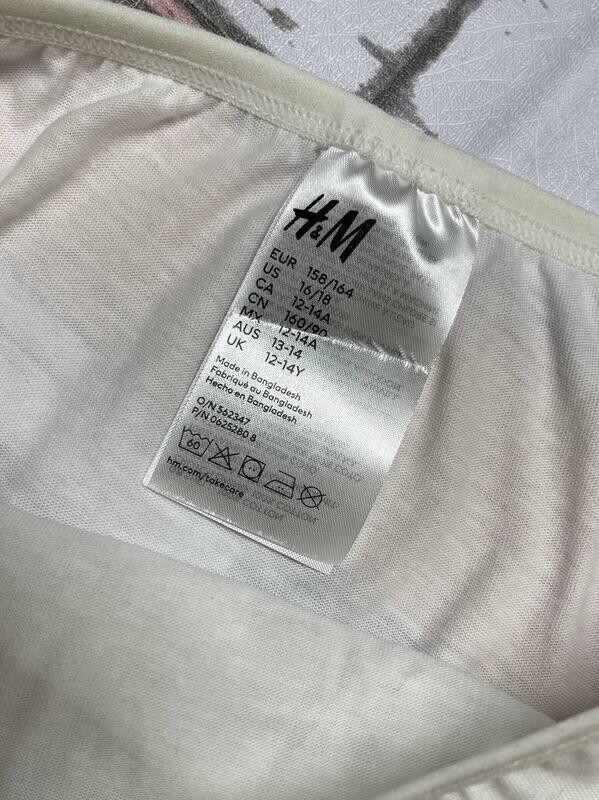 H&M
EUR 158/164
US 16/18
CA 12-14A
CN 160/90
MX 12-14A
AUS 13-14
UK 12-14Y
Made in Bangladesh
Fabriqué au Bangladesh
Hecho en Bangladesh
O/N 562347
P/N 0625280 8
60
hm.com/takecare